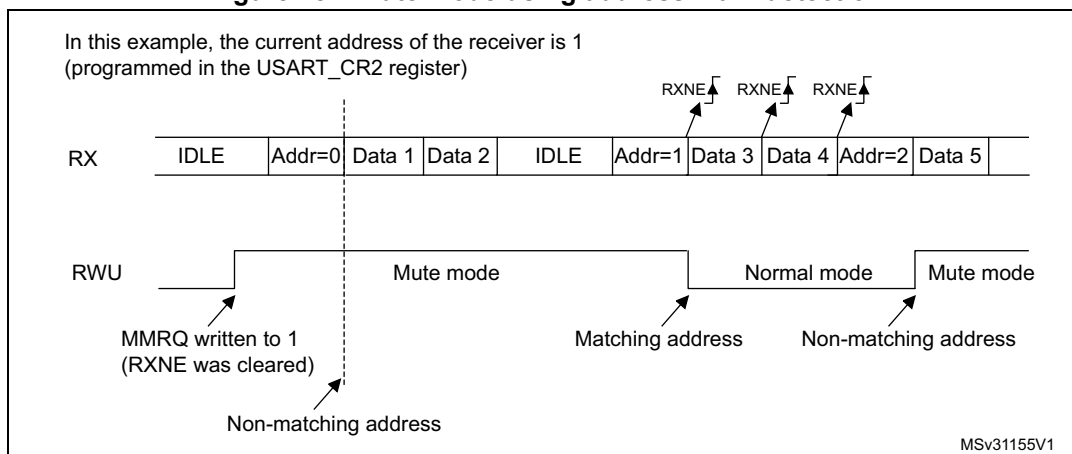 In this example, the current address of the receiver is 1
(programmed in the USART_CR2 register)
RXNE RXNE RXNE
RX IDLE Addr=0 Data 1 Data 2 IDLE Addr=1 Data 3 Data 4 Addr=2 Data 5
RWU Mute mode Normal mode Mute mode
MMRQ written to 1 Matching address Non-matching address
(RXNE was cleared)
Non-matching address
MSv31155V1